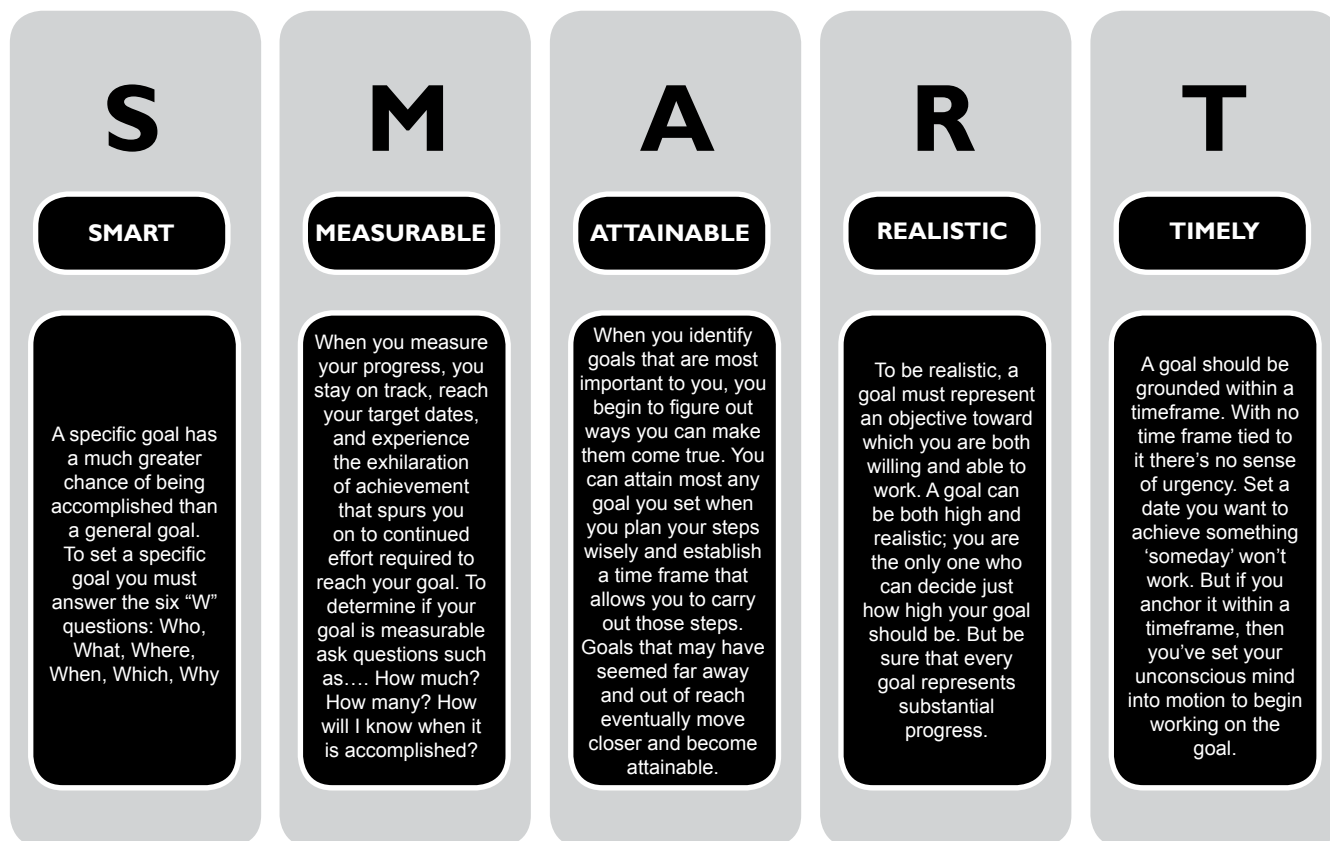 S
SMART
A specific goal has
a much greater
chance of being
accomplished than
a general goal.
To set a specific
goal you must
answer the six “W”
questions: Who,
What, Where,
When, Which, Why
M
MEASURABLE
When you measure
your progress, you
stay on track, reach
your target dates,
and experience
the exhilaration
of achievement
that spurs you
on to continued
effort required to
reach your goal. To
determine if your
goal is measurable
ask questions such
as…. How much?
How many? How
will I know when it
is accomplished?
A
ATTAINABLE
When you identify
goals that are most
important to you, you
begin to figure out
ways you can make
them come true. You
can attain most any
goal you set when
you plan your steps
wisely and establish
a time frame that
allows you to carry
out those steps.
Goals that may have
seemed far away
and out of reach
eventually move
closer and become
attainable.
R
REALISTIC
To be realistic, a
goal must represent
an objective toward
which you are both
willing and able to
work. A goal can
be both high and
realistic; you are
the only one who
can decide just
how high your goal
should be. But be
sure that every
goal represents
substantial
progress.
T
TIMELY
A goal should be
grounded within a
timeframe. With no
time frame tied to
it there’s no sense
of urgency. Set a
date you want to
achieve something
‘someday’ won’t
work. But if you
anchor it within a
timeframe, then
you’ve set your
unconscious mind
into motion to begin
working on the
goal.